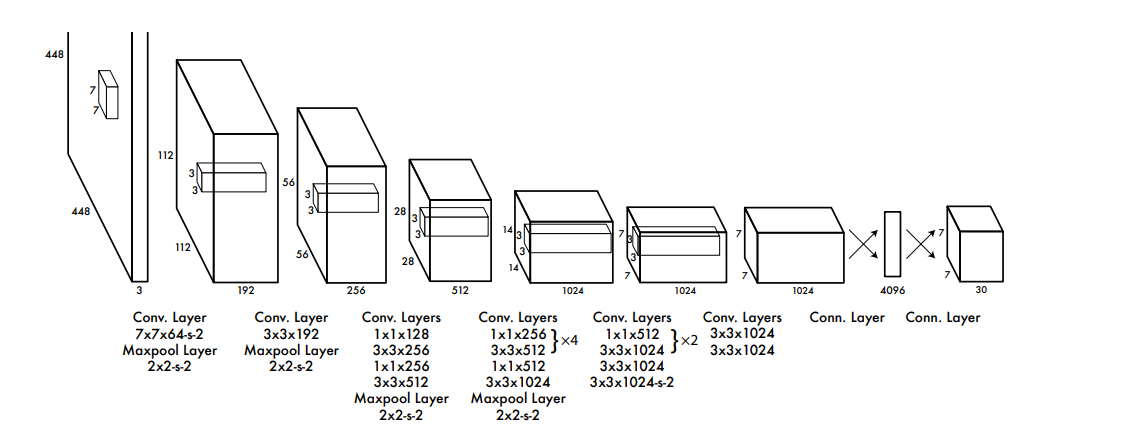 448
7
7
448
3
112
3
3
112
192
56
3
3
56
256
28
3
3
28
512
14
3
3
14
1024
7
3
3
7
1024
7
7
1024
4096
7
7
30
Conv. Layer
7x7x64-s-2
Maxpool Layer
2x2-s-2
Conv. Layer
3x3x192
Maxpool Layer
2x2-s-2
Conv. Layers
1x1x128
3x3x256
1x1x256
3x3x512
Maxpool Layer
2x2-s-2
Conv. Layers
1x1x256
3x3x512
}×4
1x1x512
3x3x1024
Maxpool Layer
2x2-s-2
Conv. Layers
1x1x512
3x3x1024
}×2
3x3x1024
3x3x1024-s-2
Conv. Layers
3x3x1024
3x3x1024
Conn. Layer
Conn. Layer